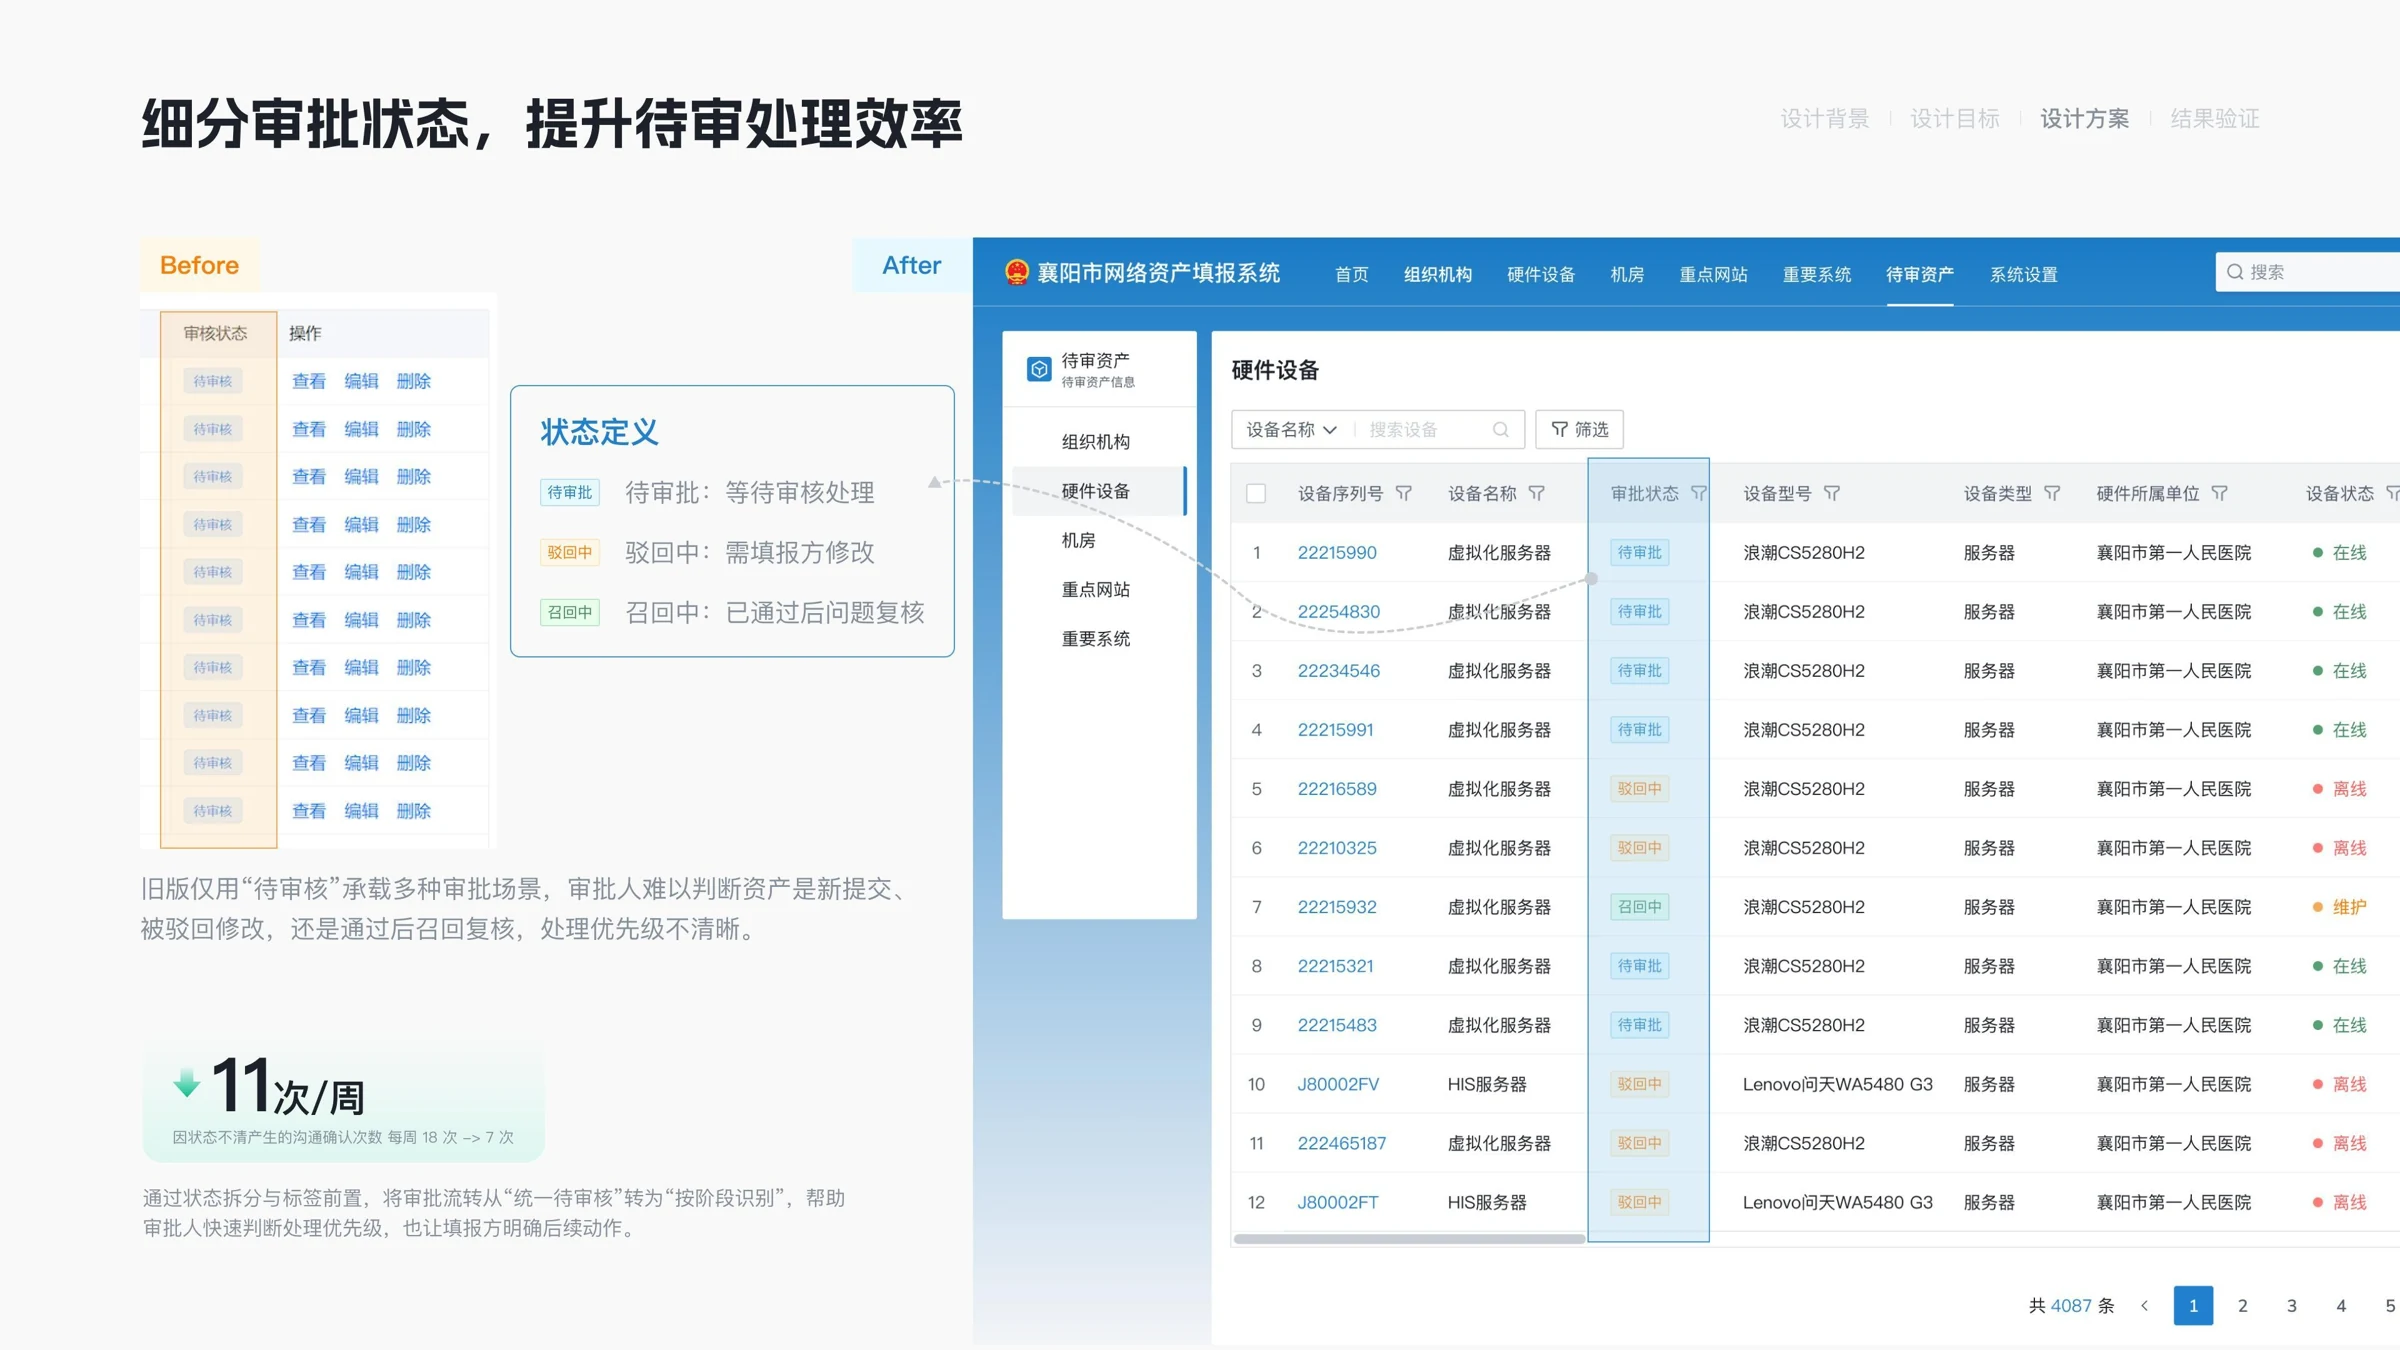 细分审批状态，提升待审处理效率
设计背景 | 设计目标 | 设计方案 | 结果验证
Before
审核状态 操作
待审核 查看 编辑 删除
待审核 查看 编辑 删除
待审核 查看 编辑 删除
待审核 查看 编辑 删除
待审核 查看 编辑 删除
待审核 查看 编辑 删除
待审核 查看 编辑 删除
待审核 查看 编辑 删除
待审核 查看 编辑 删除
待审核 查看 编辑 删除
状态定义
待审批 待审批：等待审核处理
驳回中 驳回中：需填报方修改
召回中 召回中：已通过后问题复核
旧版仅用“待审核”承载多种审批场景，审批人难以判断资产是新提交、
被驳回修改，还是通过后召回复核，处理优先级不清晰。
11次/周
因状态不清产生的沟通确认次数 每周 18 次 –> 7 次
通过状态拆分与标签前置，将审批流转从“统一待审核”转为“按阶段识别”，帮助
审批人快速判断处理优先级，也让填报方明确后续动作。
After
襄阳市网络资产填报系统 首页 组织机构 硬件设备 机房 重点网站 重要系统 待审资产 系统设置 搜索
待审资产
待审资产信息
组织机构
硬件设备
机房
重点网站
重要系统
硬件设备
设备名称 搜索设备 筛选
设备序列号 设备名称 审批状态 设备型号 设备类型 硬件所属单位 设备状态
1 22215990 虚拟化服务器 待审批 浪潮CS5280H2 服务器 襄阳市第一人民医院 在线
2 22254830 虚拟化服务器 待审批 浪潮CS5280H2 服务器 襄阳市第一人民医院 在线
3 22234546 虚拟化服务器 待审批 浪潮CS5280H2 服务器 襄阳市第一人民医院 在线
4 22215991 虚拟化服务器 待审批 浪潮CS5280H2 服务器 襄阳市第一人民医院 在线
5 22216589 虚拟化服务器 驳回中 浪潮CS5280H2 服务器 襄阳市第一人民医院 离线
6 22210325 虚拟化服务器 驳回中 浪潮CS5280H2 服务器 襄阳市第一人民医院 离线
7 22215932 虚拟化服务器 召回中 浪潮CS5280H2 服务器 襄阳市第一人民医院 维护
8 22215321 虚拟化服务器 待审批 浪潮CS5280H2 服务器 襄阳市第一人民医院 在线
9 22215483 虚拟化服务器 待审批 浪潮CS5280H2 服务器 襄阳市第一人民医院 在线
10 J80002FV HIS服务器 驳回中 Lenovo问天WA5480 G3 服务器 襄阳市第一人民医院 离线
11 222465187 虚拟化服务器 驳回中 浪潮CS5280H2 服务器 襄阳市第一人民医院 离线
12 J80002FT HIS服务器 驳回中 Lenovo问天WA5480 G3 服务器 襄阳市第一人民医院 离线
共 4087 条 < 1 2 3 4 5